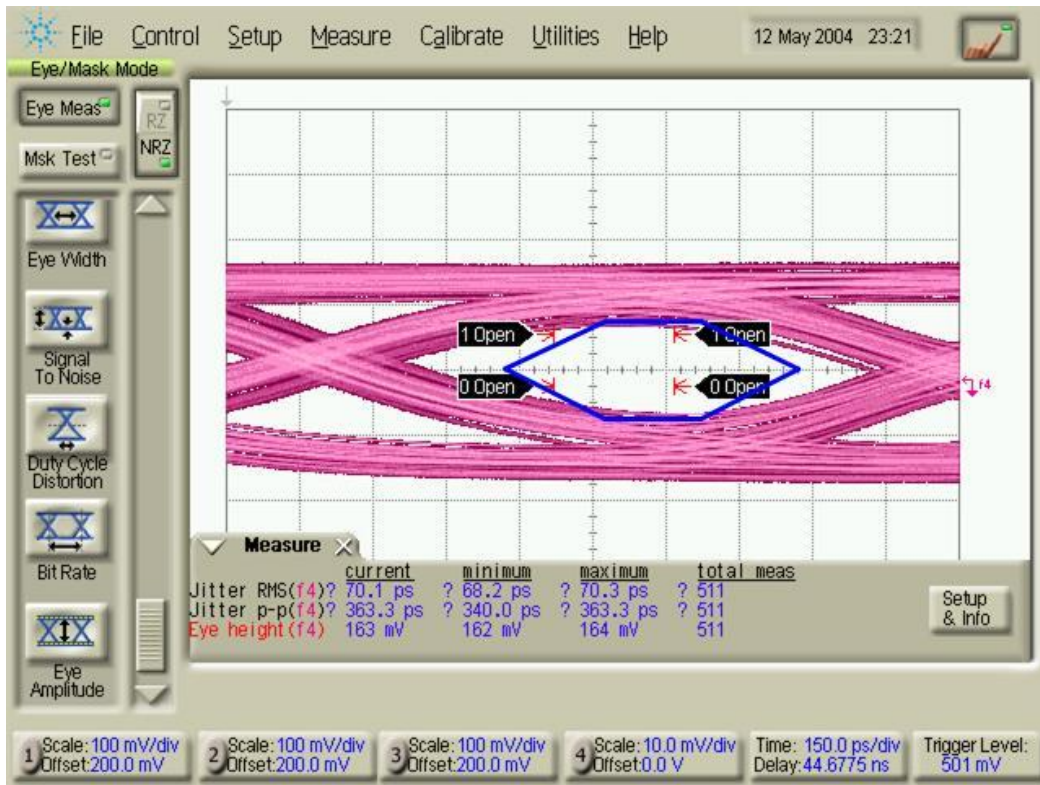 File Control Setup Measure Calibrate Utilities Help 12 May 2004 23:21
Eye/Mask Mode
Eye Meas
RZ
NRZ
Msk Test
Eye Width
Signal
To Noise
Duty Cycle
Distortion
Bit Rate
Eye
Amplitude
1 Open 1 Open
0 Open 0 Open
f4
Measure
current minimum maximum total meas
Jitter RMS(f4)? 70.1 ps ? 68.2 ps ? 70.3 ps ? 511
Jitter p-p(f4)? 363.3 ps ? 340.0 ps ? 363.3 ps ? 511
Eye height(f4) 163 mV 162 mV 164 mV 511
Setup
& Info
1 Scale: 100 mV/div
Offset:200.0 mV
2 Scale: 100 mV/div
Offset:200.0 mV
3 Scale: 100 mV/div
Offset:200.0 mV
4 Scale: 10.0 mV/div
Offset:0.0 V
Time: 150.0 ps/div
Delay:44.6775 ns
Trigger Level:
501 mV